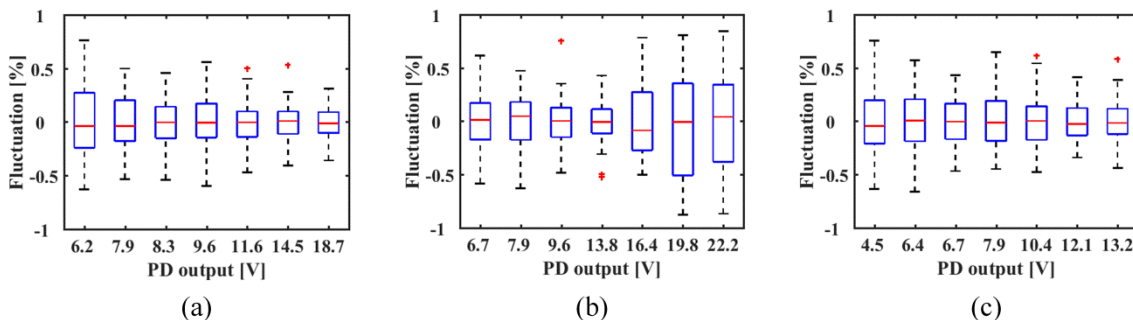 1
0.5
0
-0.5
-1
Fluctuation [%]
6.2 7.9 8.3 9.6 11.6 14.5 18.7
PD output [V]
(a)
1
0.5
0
-0.5
-1
Fluctuation [%]
6.7 7.9 9.6 13.8 16.4 19.8 22.2
PD output [V]
(b)
1
0.5
0
-0.5
-1
Fluctuation [%]
4.5 6.4 6.7 7.9 10.4 12.1 13.2
PD output [V]
(c)